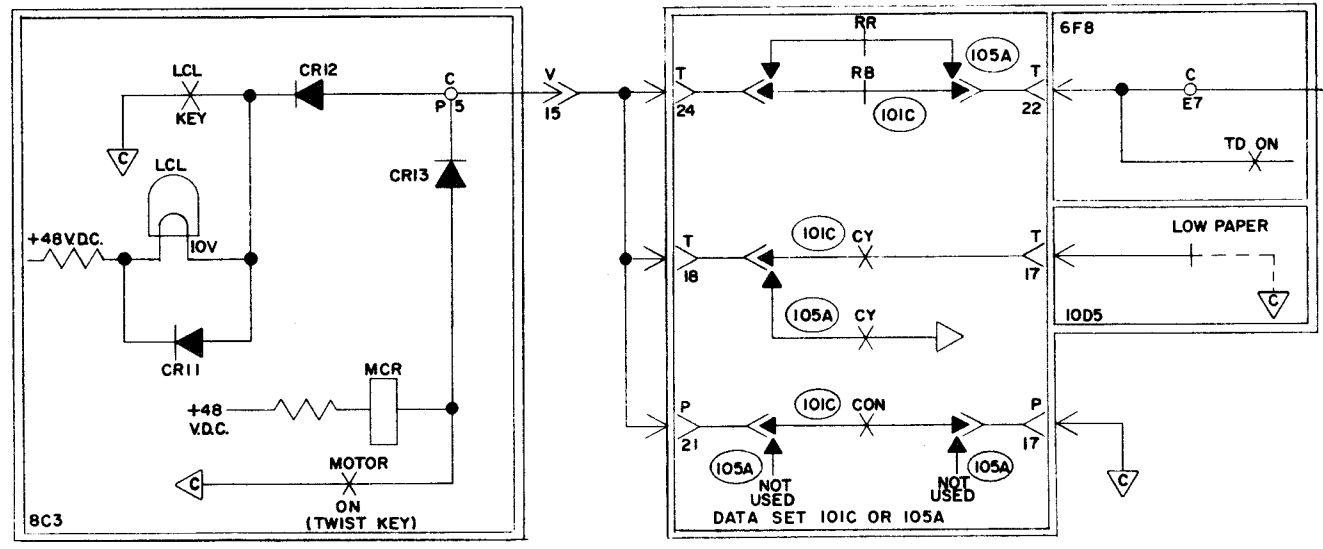 LCL
KEY
C
CR12
C
P 5
V
15
LCL
10V
+48 V.D.C.
CR11
CR13
MCR
+48
V.D.C.
MOTOR
ON
(TWIST KEY)
C
8C3
RR
105A
T
24
RB
101C
T
22
101C
CY
T
18
T
17
105A
CY
P
21
101C
CON
P
17
105A
NOT
USED
NOT
USED
105A
DATA SET 101C OR 105A
6F8
C
E7
TD ON
LOW PAPER
C
10D5
C